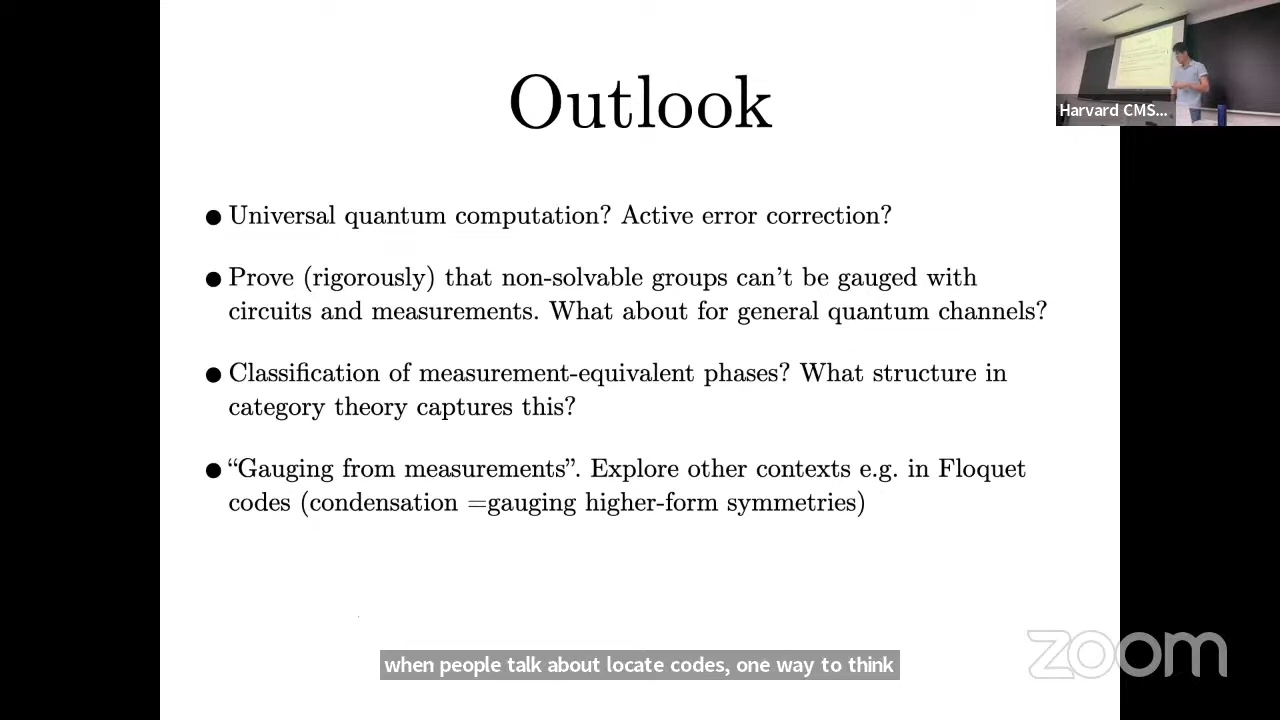 Outlook
Harvard CMS...
● Universal quantum computation? Active error correction?
● Prove (rigorously) that non-solvable groups can't be gauged with
circuits and measurements. What about for general quantum channels?
● Classification of measurement-equivalent phases? What structure in
category theory captures this?
● “Gauging from measurements”. Explore other contexts e.g. in Floquet
codes (condensation =gauging higher-form symmetries)
when people talk about locate codes, one way to think
zoom